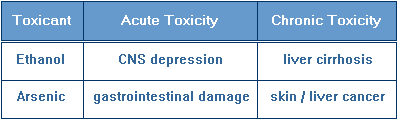 Toxicant Acute Toxicity Chronic Toxicity
Ethanol CNS depression liver cirrhosis
Arsenic gastrointestinal damage skin / liver cancer